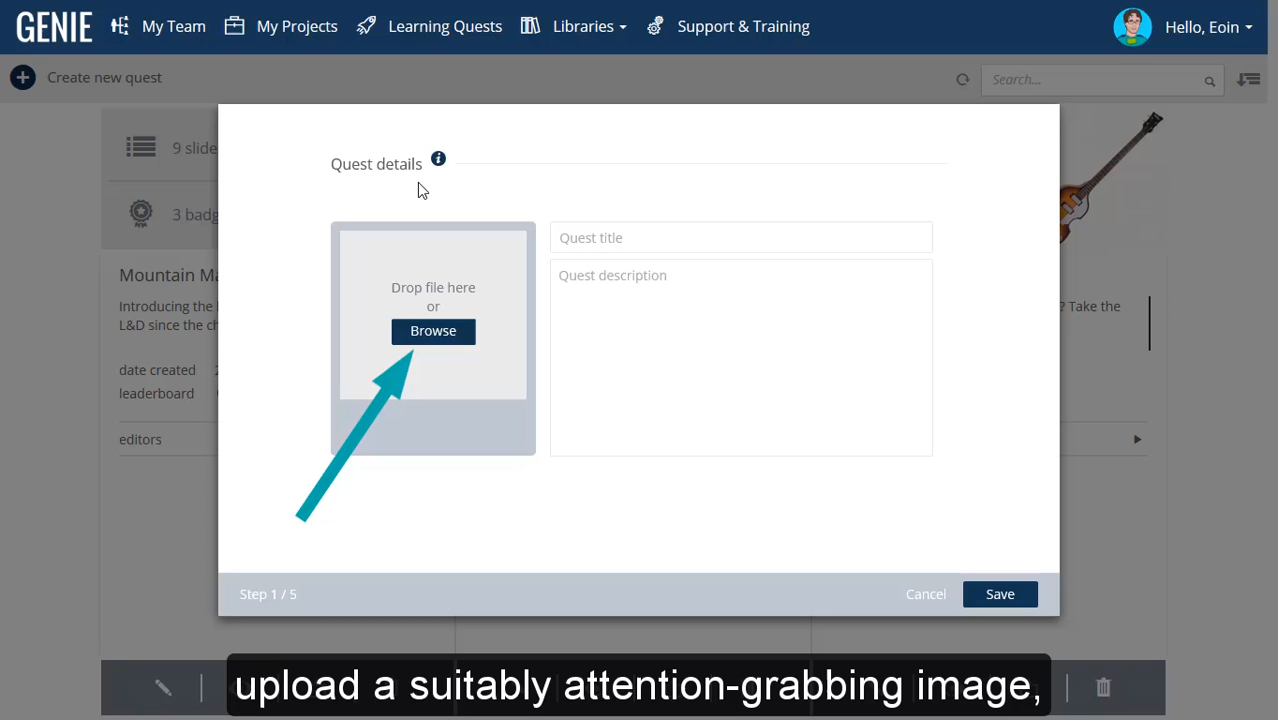 GENIE My Team My Projects Learning Quests Libraries Support & Training Hello, Eoin
Create new quest Search...
9 slide
3 badg
Mountain Ma
Introducing the
L&D since the ch
date created 2
leaderboard
editors
? Take the
Quest details
Drop file here
or
Browse
Quest title
Quest description
Step 1 / 5 Cancel Save
upload a suitably attention-grabbing image,